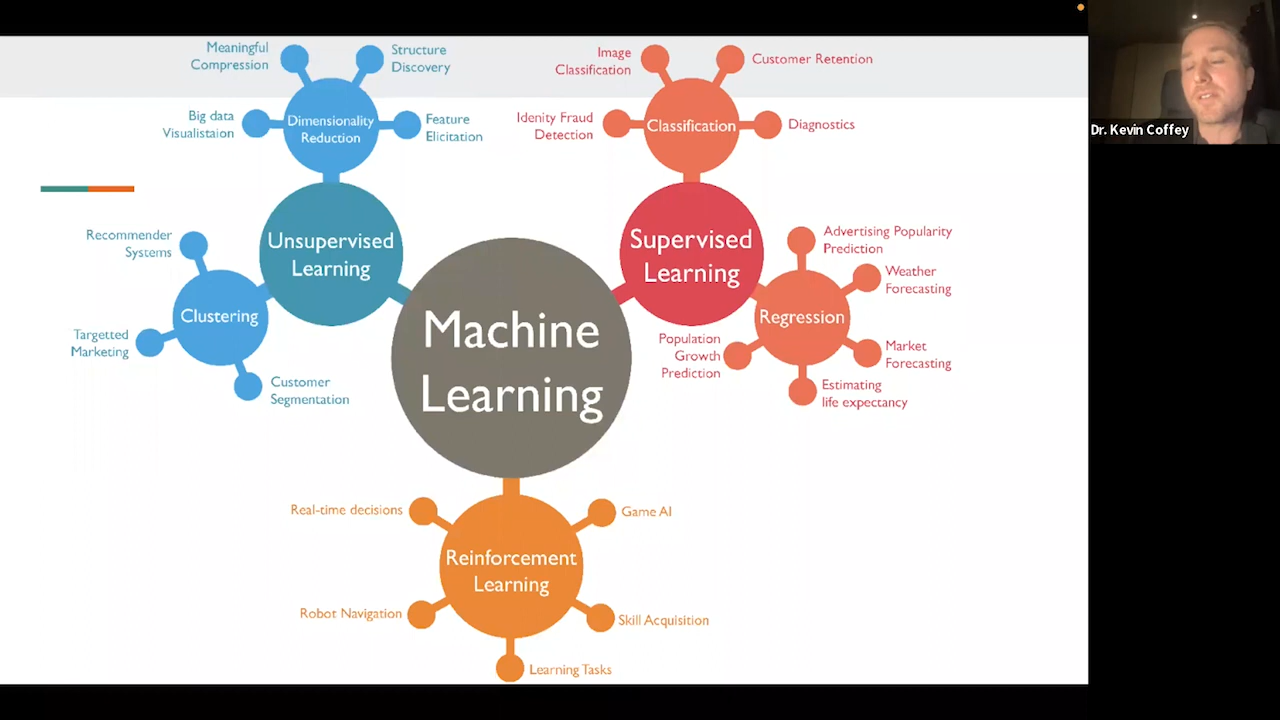 Meaningful
Compression
Structure
Discovery
Big data
Visualistaion
Dimensionality
Reduction
Feature
Elicitation
Unsupervised
Learning
Recommender
Systems
Clustering
Targetted
Marketing
Customer
Segmentation
Machine
Learning
Image
Classification
Customer Retention
Idenity Fraud
Detection
Classification
Diagnostics
Supervised
Learning
Advertising Popularity
Prediction
Weather
Forecasting
Regression
Population
Growth
Prediction
Market
Forecasting
Estimating
life expectancy
Real-time decisions
Game AI
Reinforcement
Learning
Robot Navigation
Skill Acquisition
Learning Tasks
Dr. Kevin Coffey